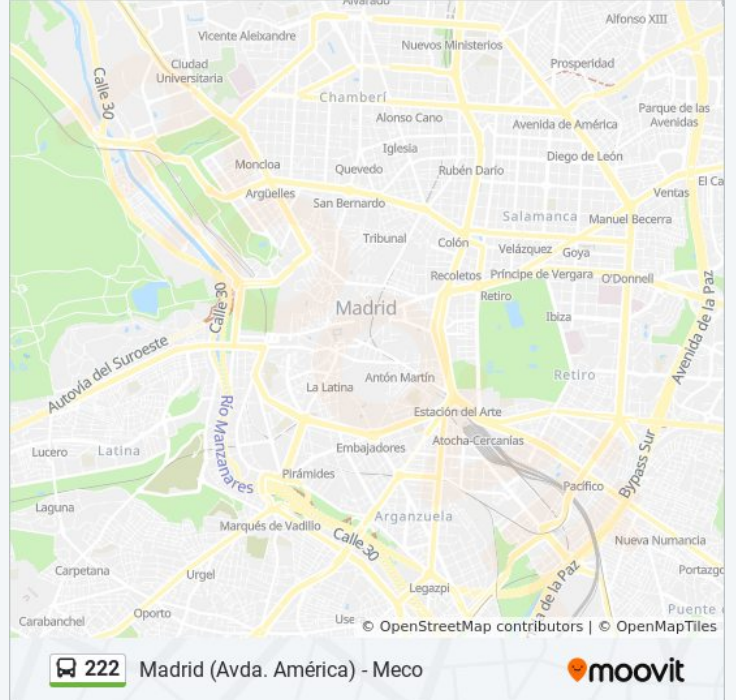 Alvarado
Alfonso XIII
Vicente Aleixandre
Nuevos Ministerios
Ciudad
Universitaria
Prosperidad
Calle 30
Chamberí
Parque de las
Avenidas
Alonso Cano
Avenida de América
Iglesia
Diego de León
Moncloa
Quevedo
Rubén Darío
El Ca
Argüelles
Ventas
San Bernardo
Salamanca
Manuel Becerra
Tribunal
Colón
Velázquez
Goya
Recoletos
Príncipe de Vergara
O'Donnell
Calle 30
Retiro
Madrid
Ibiza
Avenida de la Paz
Autovía del Suroeste
Retiro
La Latina
Antón Martín
Río Manzanares
Estación del Arte
Embajadores
Atocha-Cercanías
Lucero
Latina
Bypass Sur
Pirámides
Pacífico
Laguna
Arganzuela
Marqués de Vadillo
Calle 30
Nueva Numancia
Carpetana
Urgel
Portazgo
Legazpi
a de la Paz
Oporto
Puente
Carabanchel
Use
© OpenStreetMap contributors | © OpenMapTiles
222 Madrid (Avda. América) - Meco
moovit